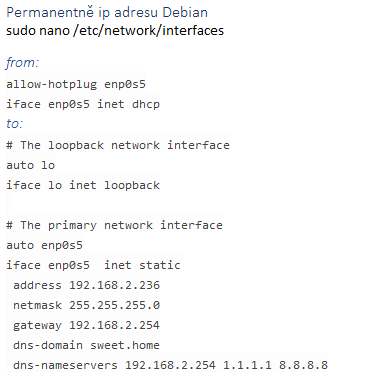 Permanentně ip adresu Debian
sudo nano /etc/network/interfaces
from:
allow-hotplug enp0s5
iface enp0s5 inet dhcp
to:
# The loopback network interface
auto lo
iface lo inet loopback
# The primary network interface
auto enp0s5
iface enp0s5  inet static
 address 192.168.2.236
 netmask 255.255.255.0
 gateway 192.168.2.254
 dns-domain sweet.home
 dns-nameservers 192.168.2.254 1.1.1.1 8.8.8.8